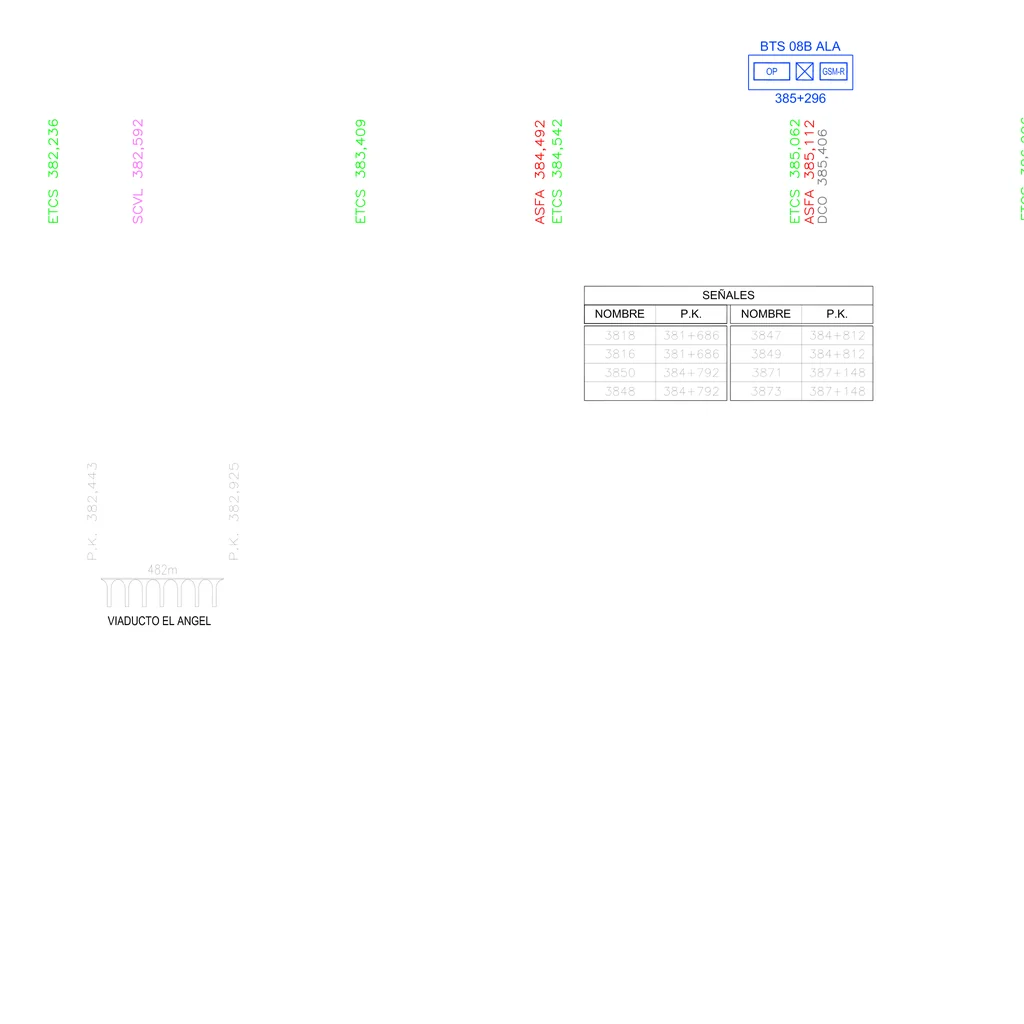 BTS 08B ALA
OP GSM-R
385+296
ETCS 382,236
SCVL 382,592
ETCS 383,409
ASFA 384,492
ETCS 384,542
ETCS 385,062
ASFA 385,112
DCO 385,406
SEÑALES
NOMBRE P.K. NOMBRE P.K.
3818 381+686 3847 384+812
3816 381+686 3849 384+812
3850 384+792 3871 387+148
3848 384+792 3873 387+148
P.K. 382,443
P.K. 382,925
482m
VIADUCTO EL ANGEL